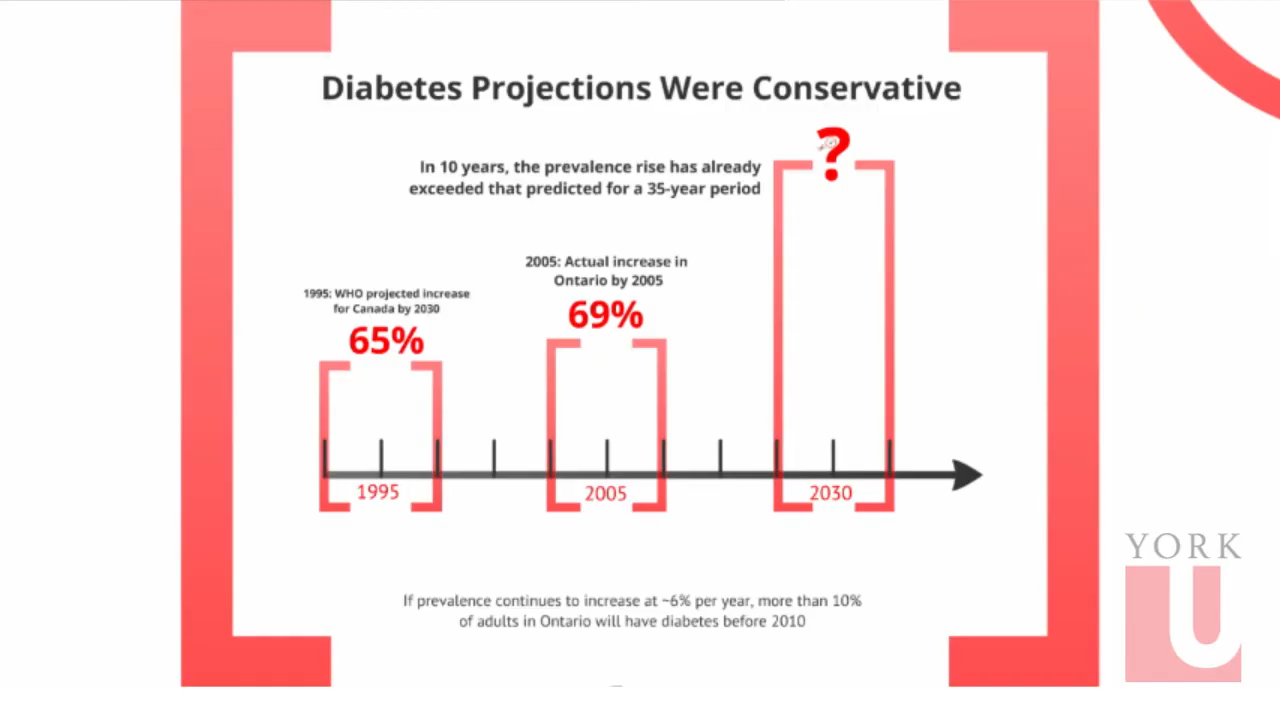 Diabetes Projections Were Conservative
?
In 10 years, the prevalence rise has already
exceeded that predicted for a 35-year period
2005: Actual increase in
Ontario by 2005
69%
1995: WHO projected increase
for Canada by 2030
65%
1995
2005
2030
If prevalence continues to increase at ~6% per year, more than 10%
of adults in Ontario will have diabetes before 2010
YORK
U